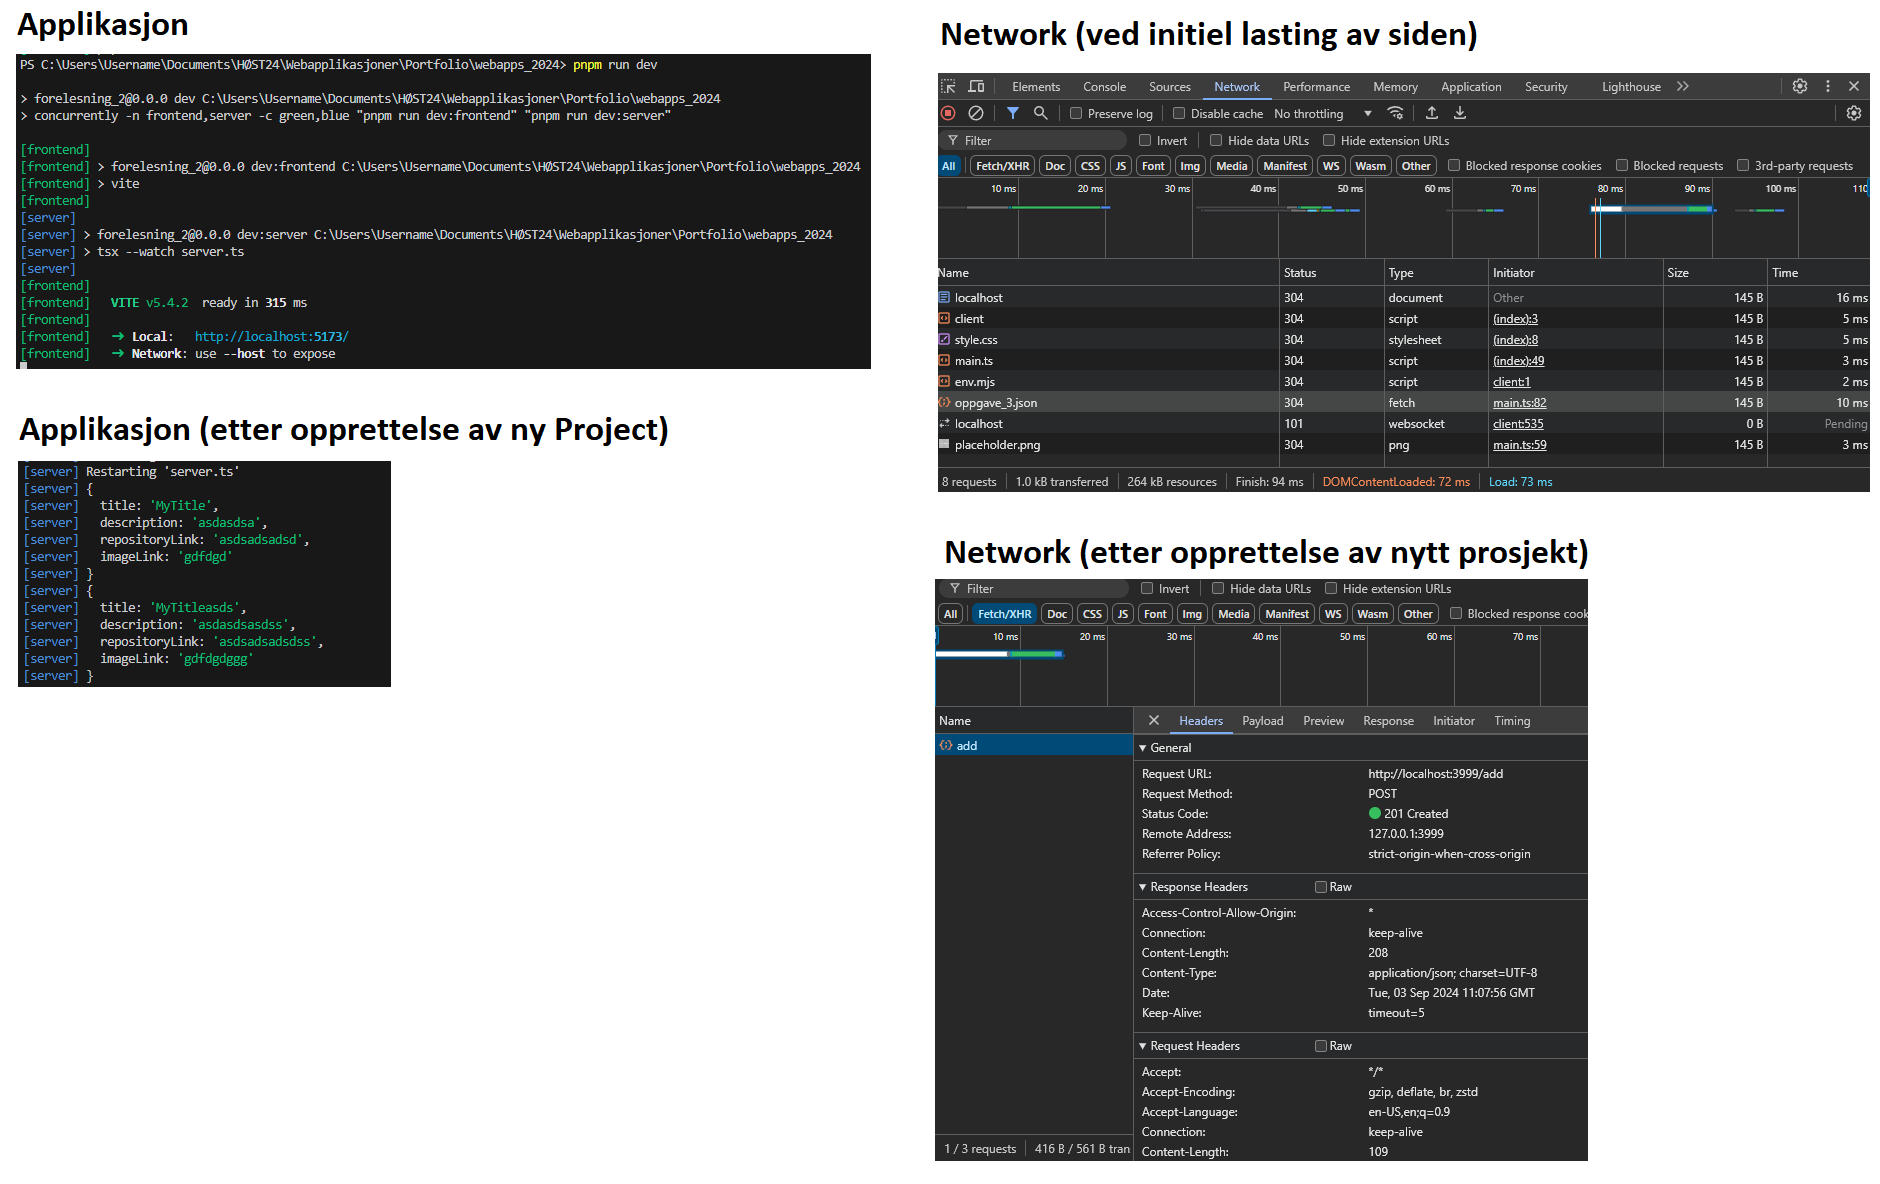 Applikasjon
PS C:\Users\Username\Documents\HØST24\Webapplikasjoner\Portfolio\webapps_2024> pnpm run dev
> forelesning_2@0.0.0 dev C:\Users\Username\Documents\HØST24\Webapplikasjoner\Portfolio\webapps_2024
> concurrently -n frontend,server -c green,blue "pnpm run dev:frontend" "pnpm run dev:server"
[frontend]
[frontend] > forelesning_2@0.0.0 dev:frontend C:\Users\Username\Documents\HØST24\Webapplikasjoner\Portfolio\webapps_2024
[frontend] > vite
[frontend]
[server]
[server] > forelesning_2@0.0.0 dev:server C:\Users\Username\Documents\HØST24\Webapplikasjoner\Portfolio\webapps_2024
[server] > tsx --watch server.ts
[server]
[frontend]
[frontend] VITE v5.4.2 ready in 315 ms
[frontend]
[frontend] ➜ Local: http://localhost:5173/
[frontend] ➜ Network: use --host to expose
Applikasjon (etter opprettelse av ny Project)
[server] Restarting 'server.ts'
[server] {
[server] title: 'MyTitle',
[server] description: 'asdasdsa',
[server] repositoryLink: 'asdsadsadsd',
[server] imageLink: 'gdfdgd'
[server] }
[server] {
[server] title: 'MyTitleasds',
[server] description: 'asdasdsasdss',
[server] repositoryLink: 'asdsadsadsdss',
[server] imageLink: 'gdfdgdggg'
[server] }
Network (ved initiel lasting av siden)
Elements Console Sources Network Performance Memory Application Security Lighthouse
Preserve log Disable cache No throttling
Filter Invert Hide data URLs Hide extension URLs
All Fetch/XHR Doc CSS JS Font Img Media Manifest WS Wasm Other Blocked response cookies Blocked requests 3rd-party requests
10 ms 20 ms 30 ms 40 ms 50 ms 60 ms 70 ms 80 ms 90 ms 100 ms 110
Name Status Type Initiator Size Time
localhost 304 document Other 145 B 16 ms
client 304 script (index):3 145 B 5 ms
style.css 304 stylesheet (index):8 145 B 5 ms
main.ts 304 script (index):49 145 B 3 ms
env.mjs 304 script client:1 145 B 2 ms
oppgave_3.json 304 fetch main.ts:82 145 B 10 ms
localhost 101 websocket client:535 0 B Pending
placeholder.png 304 png main.ts:59 145 B 3 ms
8 requests 1.0 kB transferred 264 kB resources Finish: 94 ms DOMContentLoaded: 72 ms Load: 73 ms
Network (etter opprettelse av nytt prosjekt)
Filter Invert Hide data URLs Hide extension URLs
All Fetch/XHR Doc CSS JS Font Img Media Manifest WS Wasm Other Blocked response cook
10 ms 20 ms 30 ms 40 ms 50 ms 60 ms 70 ms
Name Headers Payload Preview Response Initiator Timing
add
General
Request URL: http://localhost:3999/add
Request Method: POST
Status Code: 201 Created
Remote Address: 127.0.0.1:3999
Referrer Policy: strict-origin-when-cross-origin
Response Headers Raw
Access-Control-Allow-Origin: *
Connection: keep-alive
Content-Length: 208
Content-Type: application/json; charset=UTF-8
Date: Tue, 03 Sep 2024 11:07:56 GMT
Keep-Alive: timeout=5
Request Headers Raw
Accept: */*
Accept-Encoding: gzip, deflate, br, zstd
Accept-Language: en-US,en;q=0.9
Connection: keep-alive
Content-Length: 109
1 / 3 requests 416 B / 561 B tran